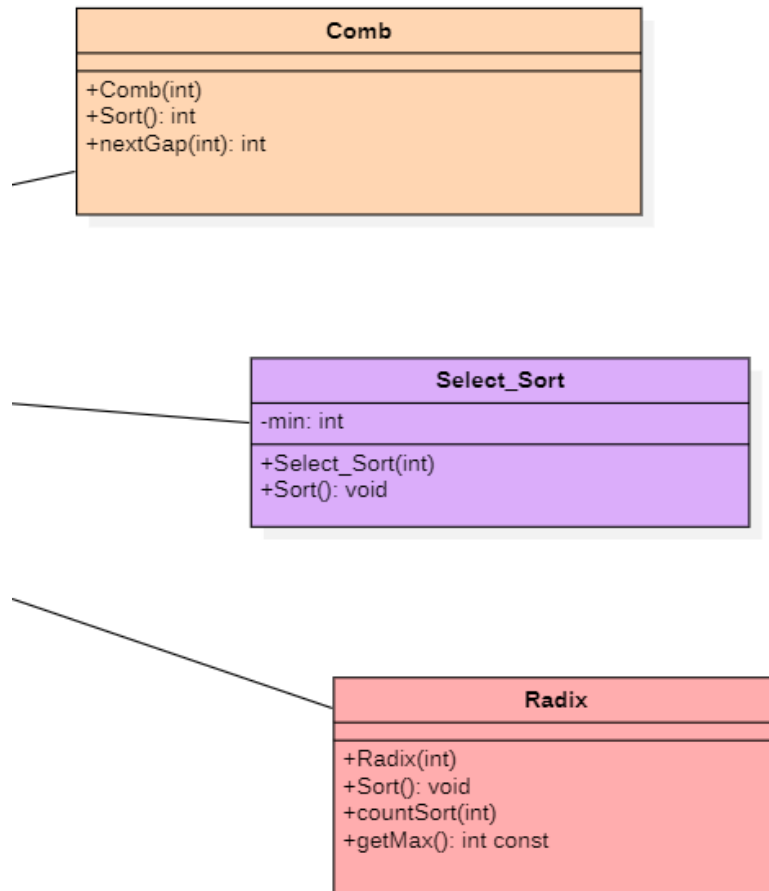 Comb
+Comb(int)
+Sort(): int
+nextGap(int): int
Select_Sort
-min: int
+Select_Sort(int)
+Sort(): void
Radix
+Radix(int)
+Sort(): void
+countSort(int)
+getMax(): int const